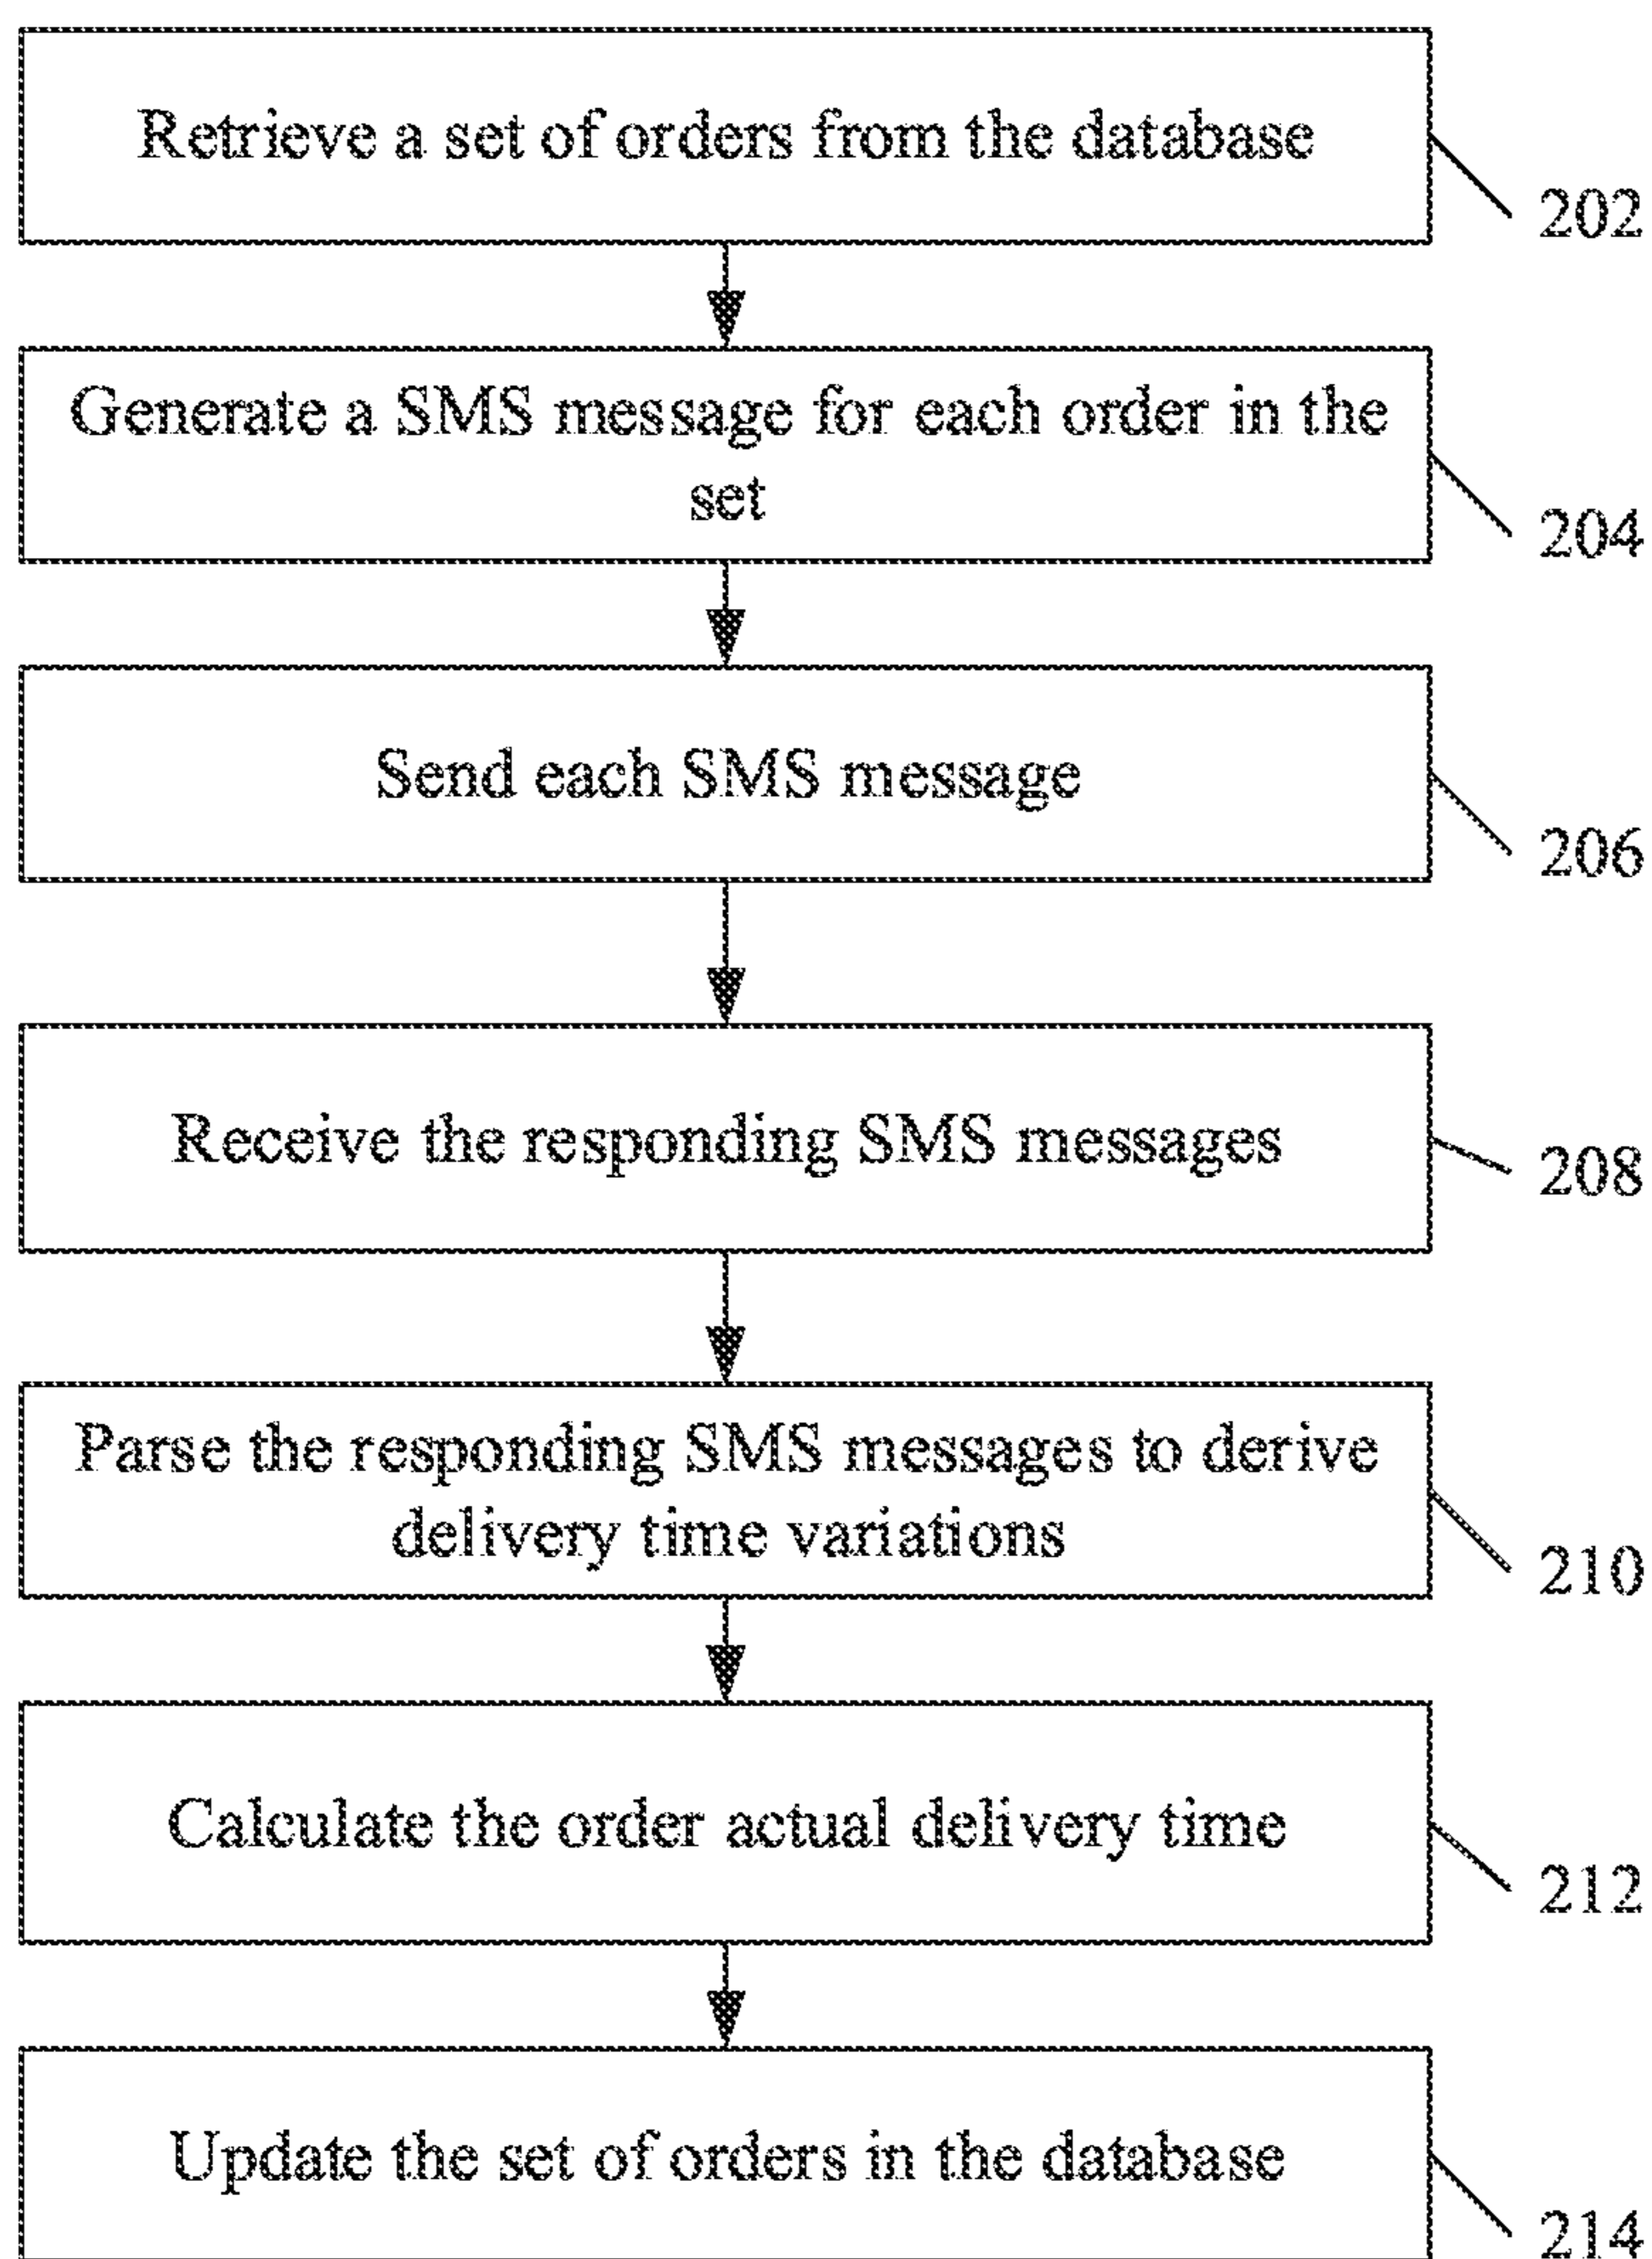 Retrieve a set of orders from the database
202
Generate a SMS message for each order in the
set
204
Send each SMS message
206
Receive the responding SMS messages
208
Parse the responding SMS messages to derive
delivery time variations
210
Calculate the order actual delivery time
212
Update the set of orders in the database
214